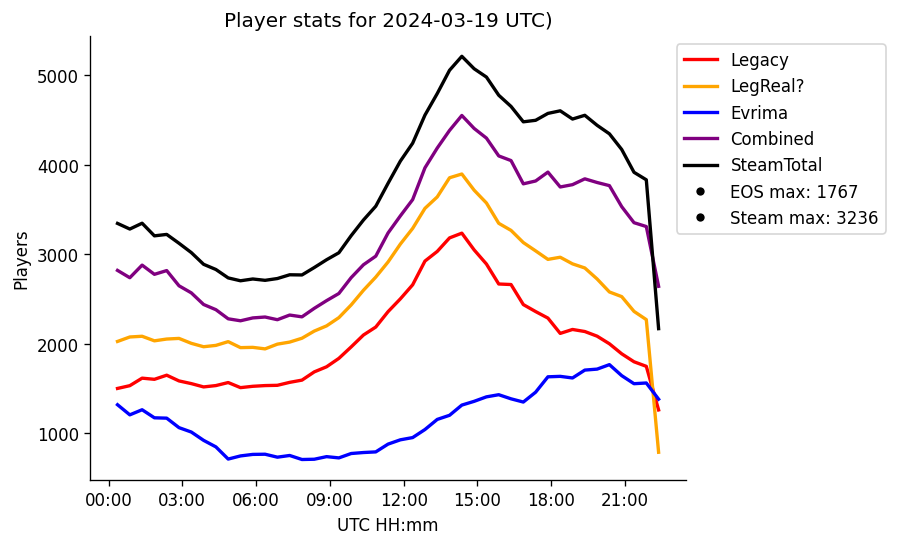 Player stats for 2024-03-19 UTC)
Players
5000
4000
3000
2000
1000
00:00 03:00 06:00 09:00 12:00 15:00 18:00 21:00
UTC HH:mm
Legacy
LegReal?
Evrima
Combined
SteamTotal
EOS max: 1767
Steam max: 3236